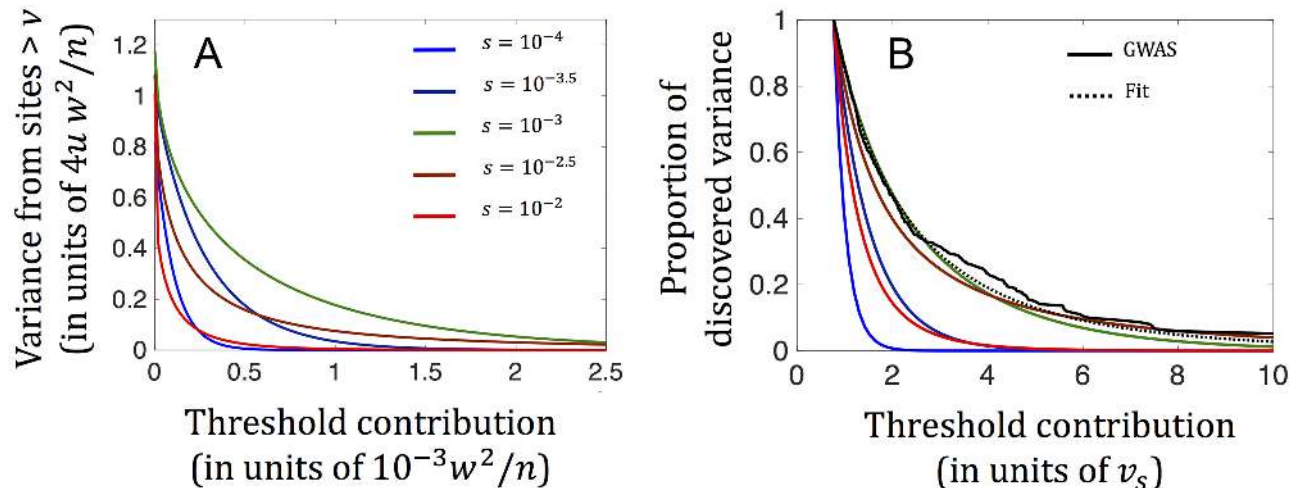 A
Variance from sites > v
(in units of 4u w²/n)
1.2
1
0.8
0.6
0.4
0.2
0
s = 10⁻⁴
s = 10⁻³·⁵
s = 10⁻³
s = 10⁻²·⁵
s = 10⁻²
0 0.5 1 1.5 2 2.5
Threshold contribution
(in units of 10⁻³w²/n)
B
Proportion of
discovered variance
1
0.8
0.6
0.4
0.2
0
GWAS
Fit
0 2 4 6 8 10
Threshold contribution
(in units of vₛ)